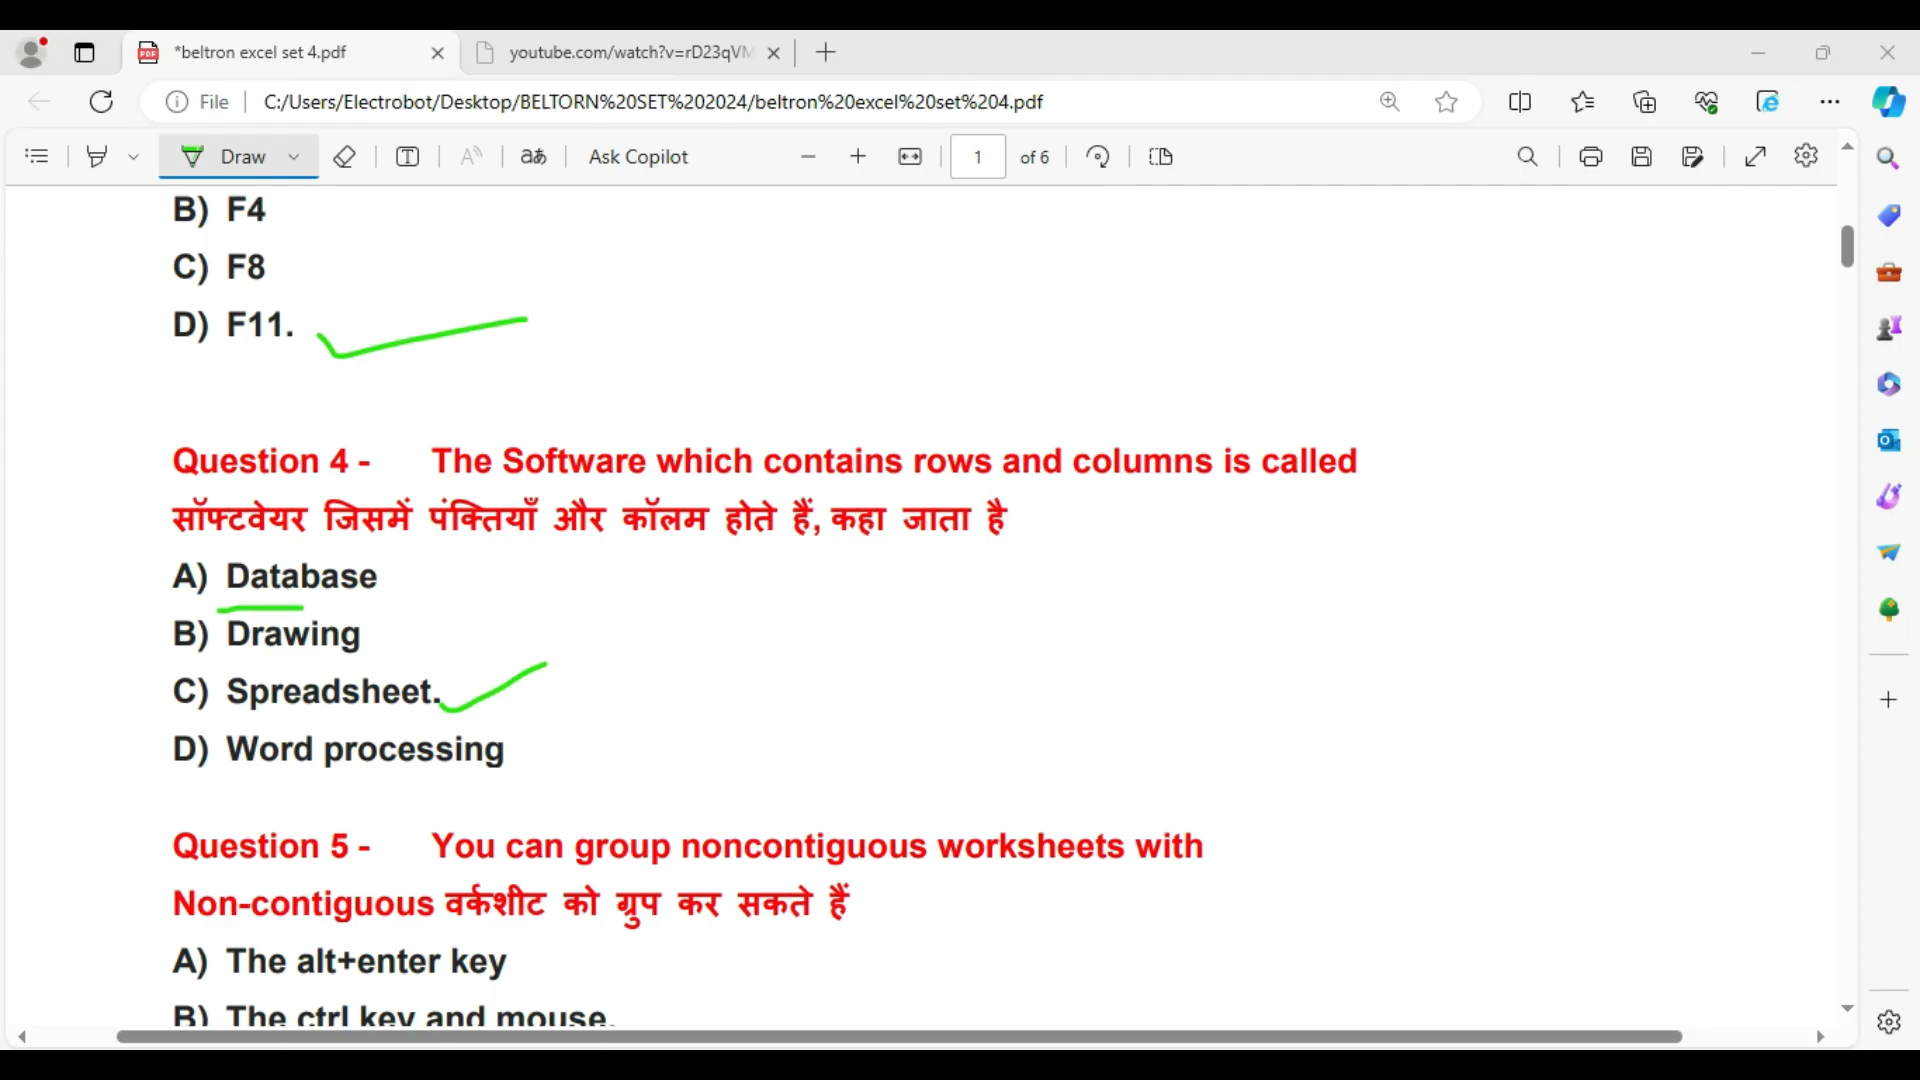 *beltron excel set 4.pdf
youtube.com/watch?v=rD23qVM
File
C:/Users/Electrobot/Desktop/BELTORN%20SET%202024/beltron%20excel%20set%204.pdf
Draw
aあ
Ask Copilot
1 of 6
B) F4
C) F8
D) F11.
Question 4 - The Software which contains rows and columns is called
सॉफ्टवेयर जिसमें पंक्तियाँ और कॉलम होते हैं, कहा जाता है
A) Database
B) Drawing
C) Spreadsheet.
D) Word processing
Question 5 - You can group noncontiguous worksheets with
Non-contiguous वर्कशीट को ग्रुप कर सकते हैं
A) The alt+enter key
B) The ctrl key and mouse.